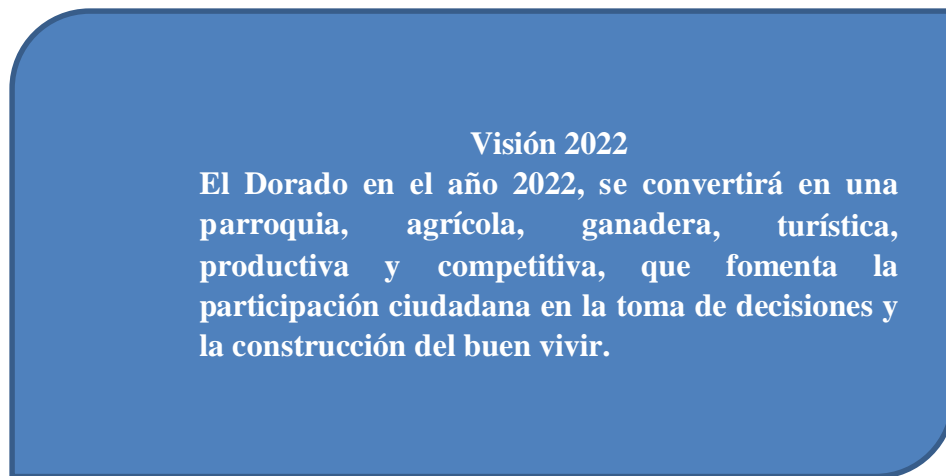 Visión 2022
El Dorado en el año 2022, se convertirá en una
parroquia, agrícola, ganadera, turística,
productiva y competitiva, que fomenta la
participación ciudadana en la toma de decisiones y
la construcción del buen vivir.